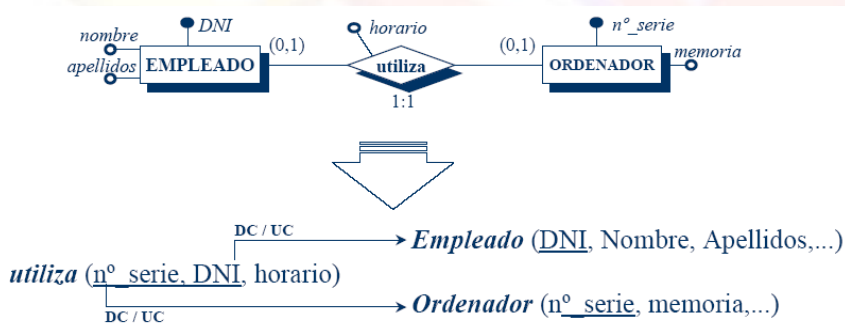 nombre DNI
apellidos EMPLEADO (0,1) horario utiliza 1:1 (0,1) nº_serie ORDENADOR memoria
DC / UC
Empleado (DNI, Nombre, Apellidos,...)
utiliza (nº_serie, DNI, horario)
Ordenador (nº_serie, memoria,...)
DC / UC